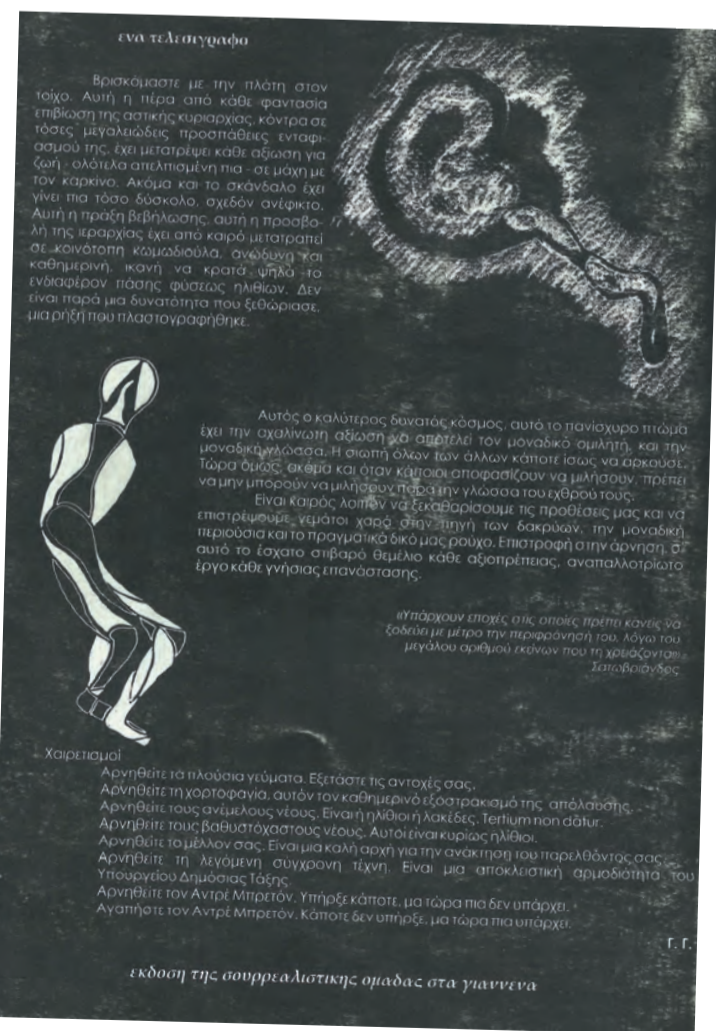 ενα τελεσιγραφο
Βρισκόμαστε με την πλάτη στον
τοίχο. Αυτή η πέρα από κάθε φαντασία
επιβίωση της αστικής κυριαρχίας, κόντρα σε
τόσες μεγαλειώδεις προσπάθειες ενταφι-
ασμού της, έχει μετατρέψει κάθε αξίωση για
ζωή - ολότελα απελπισμένη πια - σε μάχη με
τον καρκίνο. Ακόμα και το σκάνδαλο έχει
γίνει πια τόσο δύσκολο, σχεδόν ανέφικτο.
Αυτή η πράξη βεβήλωσης, αυτή η προσβο-
λή της ιεραρχίας έχει από καιρό μετατραπεί
σε κοινότοπη κωμωδιούλα, ανώδυνη και
καθημερινή, ικανή να κρατά ψηλά το
ενδιαφέρον πάσης φύσεως ηλιθίων. Δεν
είναι παρά μια δυνατότητα που ξεθώριασε,
μια ρήξη που πλαστογραφήθηκε.
Αυτός ο καλύτερος δυνατός κόσμος, αυτό το πανίσχυρο πτώμα
έχει την αχαλίνωτη αξίωση να αποτελεί τον μοναδικό ομιλητή, και την
μοναδική γλώσσα. Η σιωπή όλων των άλλων κάποτε ίσως να αρκούσε.
Τώρα όμως, ακόμα και όταν κάποιοι αποφασίζουν να μιλήσουν, πρέπει
να μην μπορούν να μιλήσουν παρά την γλώσσα του εχθρού τους.
Είναι καιρός λοιπόν να ξεκαθαρίσουμε τις προθέσεις μας και να
επιστρέψουμε γεμάτοι χαρά στην πηγή των δακρύων, την μοναδική
περιούσια και το πραγματικά δικό μας ρούχο. Επιστροφή στην άρνηση, σ'
αυτό το έσχατο στιβαρό θεμέλιο κάθε αξιοπρέπειας, αναπαλλοτρίωτο
έργο κάθε γνήσιας επανάστασης.
«Υπάρχουν εποχές στις οποίες πρέπει κανείς να
ξοδεύει με μέτρο την περιφρόνησή του, λόγω του
μεγάλου αριθμού εκείνων που τη χρειάζονται»
Σατωβριάνδος
Χαιρετισμοί
Αρνηθείτε τα πλούσια γεύματα. Εξετάστε τις αντοχές σας.
Αρνηθείτε τη χορτοφανία, αυτόν τον καθημερινό εξοστρακισμό της απόλαυσης.
Αρνηθείτε τους ανέμελους νέους. Είναι ή ηλίθιοι ή λακέδες. Tertium non datur.
Αρνηθείτε τους βαθυστόχαστους νέους. Αυτοί είναι κυρίως ηλίθιοι.
Αρνηθείτε το μέλλον σας. Είναι μια καλή αρχή για την ανάκτηση του παρελθόντος σας.
Αρνηθείτε τη λεγόμενη σύγχρονη τέχνη. Είναι μια αποκλειστική αρμοδιότητα του
Υπουργείου Δημόσιας Τάξης.
Αρνηθείτε τον Αντρέ Μπρετόν. Υπήρξε κάποτε, μα τώρα πια δεν υπάρχει.
Αγαπήστε τον Αντρέ Μπρετόν. Κάποτε δεν υπήρξε, μα τώρα πια υπάρχει.
Γ. Γ.
εκδοση της σουρρεαλιστικης ομαδας στα γιαννενα